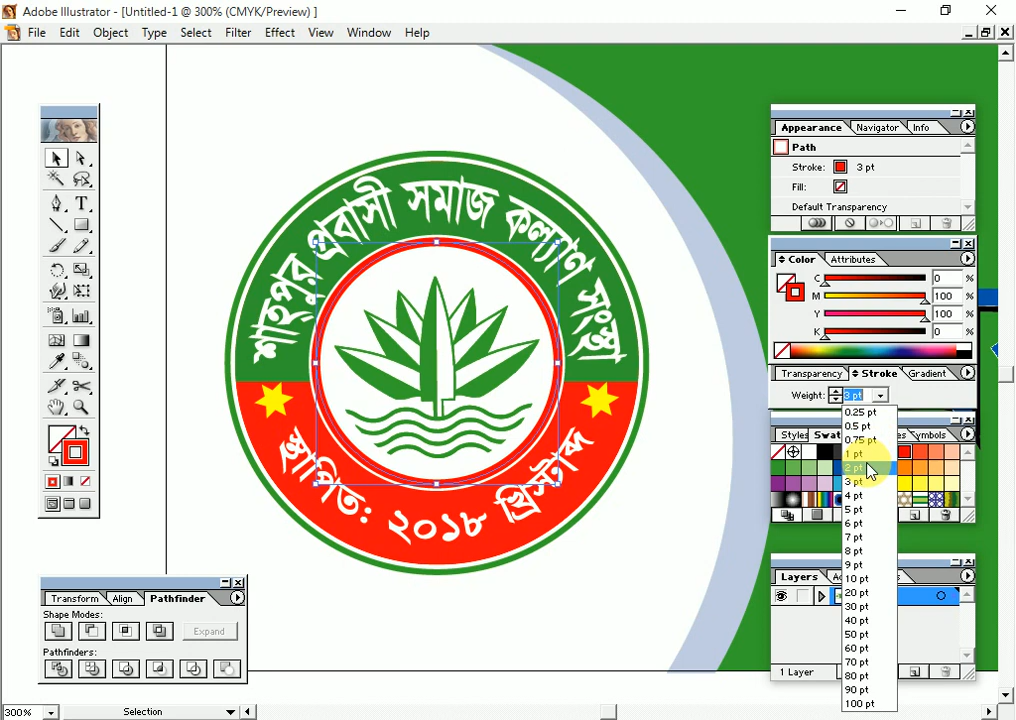 Adobe Illustrator - [Untitled-1 @ 300% (CMYK/Preview) ]
File Edit Object Type Select Filter Effect View Window Help
শাহপুর প্রবাসী সমাজ কল্যাণ সংস্থা
স্থাপিত: ২০১৮ খ্রিস্টাব্দ
Appearance Navigator Info
Path
Stroke: 3 pt
Fill:
Default Transparency
Color Attributes
C 0 %
M 100 %
Y 100 %
K 0 %
Transparency Stroke Gradient
Weight: 3 pt
0.25 pt
0.5 pt
0.75 pt
1 pt
2 pt
3 pt
4 pt
5 pt
6 pt
7 pt
8 pt
9 pt
10 pt
20 pt
30 pt
40 pt
50 pt
60 pt
70 pt
80 pt
90 pt
100 pt
Styles Swat es Symbols
Layers A s
1 Layer
Transform Align Pathfinder
Shape Modes:
Expand
Pathfinders:
300% Selection